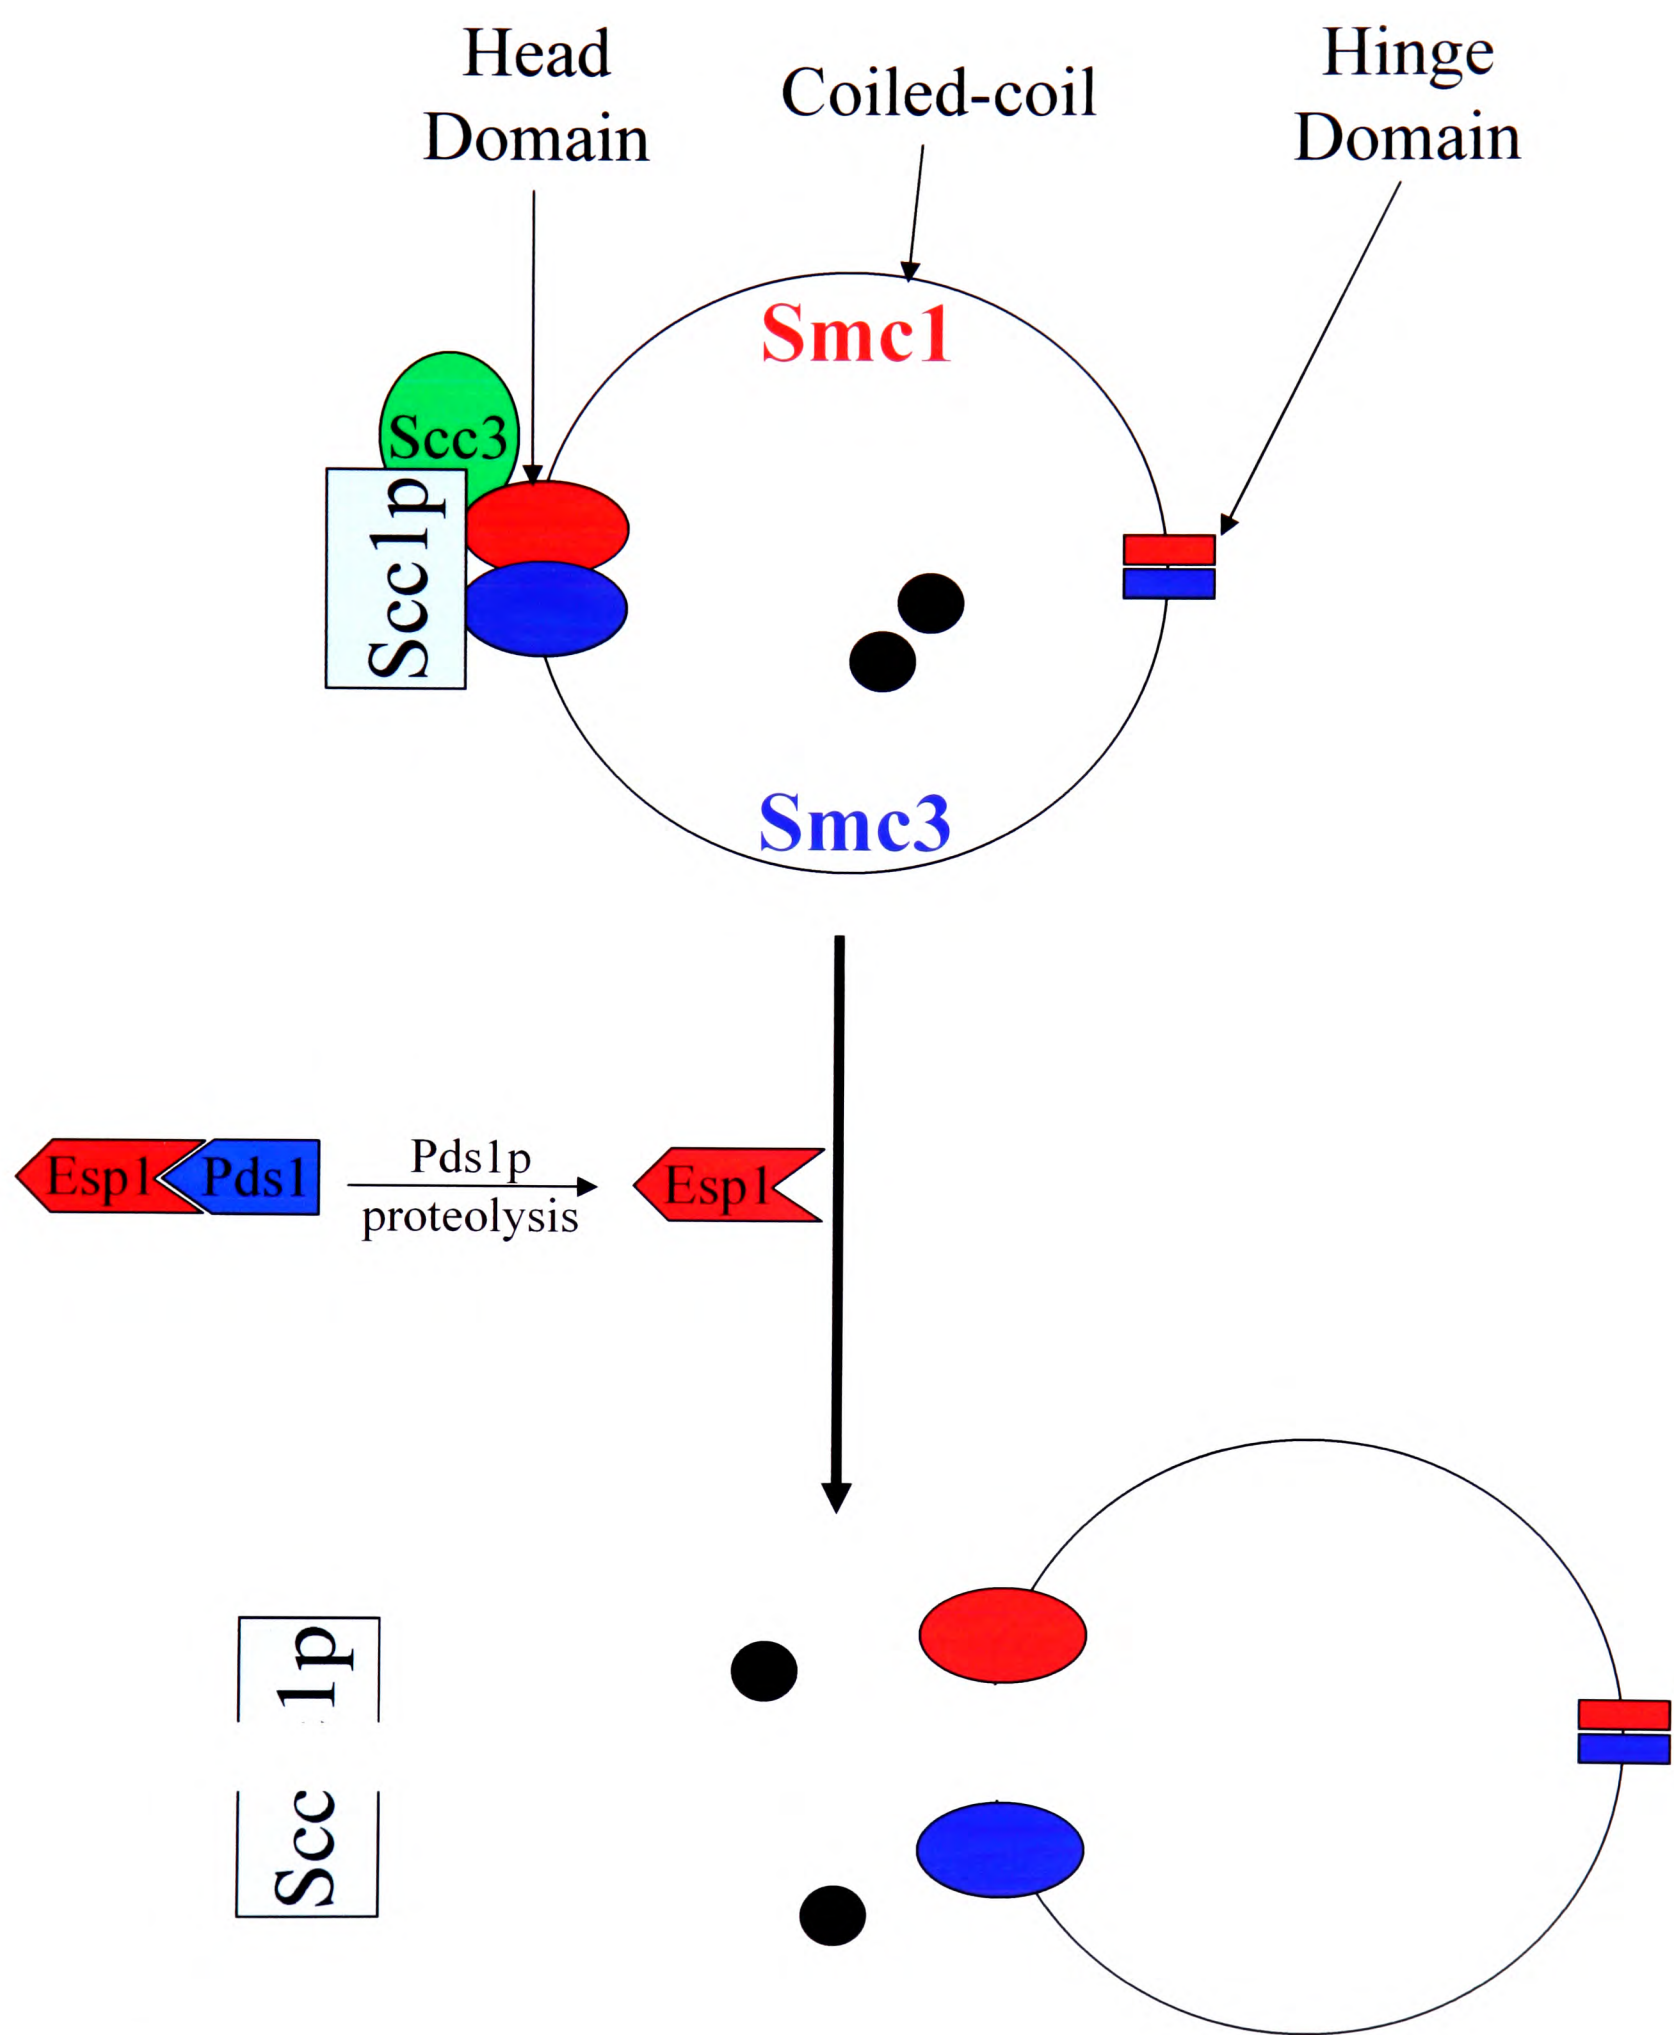 Head
Domain
Coiled-coil
Hinge
Domain
Smc1
Scc3
Scc1p
Smc3
Esp1
Pds1
Pds1p
proteolysis
Esp1
1p
Scc